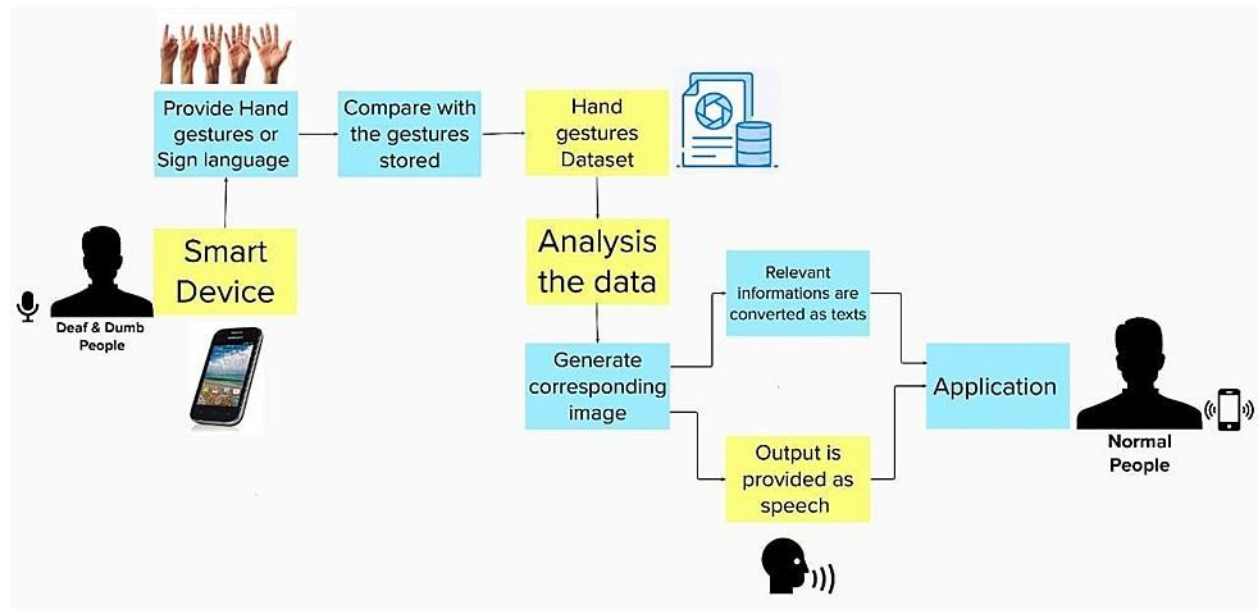 Provide Hand
gestures or
Sign language
Compare with
the gestures
stored
Hand
gestures
Dataset
Smart
Device
Deaf & Dumb
People
Analysis
the data
Relevant
informations are
converted as texts
Generate
corresponding
image
Application
Output is
provided as
speech
Normal
People